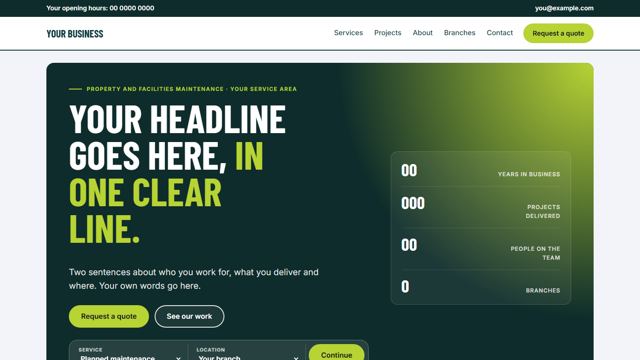 Your opening hours: 00 0000 0000
you@example.com
YOUR BUSINESS
Services
Projects
About
Branches
Contact
Request a quote
PROPERTY AND FACILITIES MAINTENANCE · YOUR SERVICE AREA
YOUR HEADLINE
GOES HERE, IN
ONE CLEAR
LINE.
Two sentences about who you work for, what you deliver and
where. Your own words go here.
Request a quote
See our work
00
YEARS IN BUSINESS
000
PROJECTS
DELIVERED
00
PEOPLE ON THE
TEAM
0
BRANCHES
SERVICE
Planned maintenance
LOCATION
Your branch
Continue